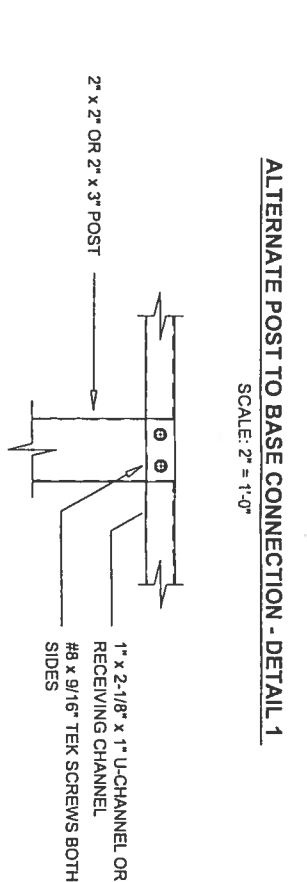 ALTERNATE POST TO BASE CONNECTION - DETAIL 1
SCALE: 2" = 1'-0"
2" x 2" OR 2" x 3" POST
1" x 2-1/8" x 1" U-CHANNEL OR
RECEIVING CHANNEL
#8 x 9/16" TEK SCREWS BOTH
SIDES